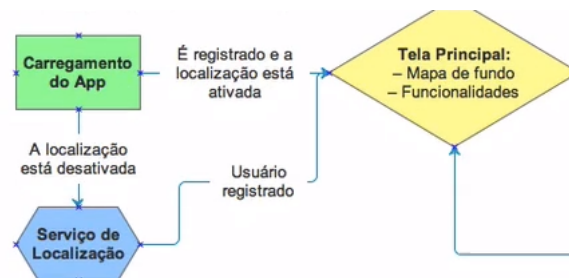 Carregamento
do App
É registrado e a
localização está
ativada
Tela Principal:
– Mapa de fundo
– Funcionalidades
A localização
está desativada
Usuário
registrado
Serviço de
Localização